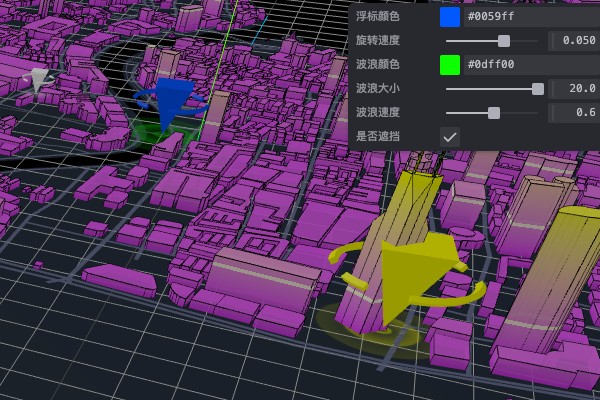 浮标颜色 #0059ff
旋转速度 0.050
波浪颜色 #0dff00
波浪大小 20.0
波浪速度 0.6
是否遮挡